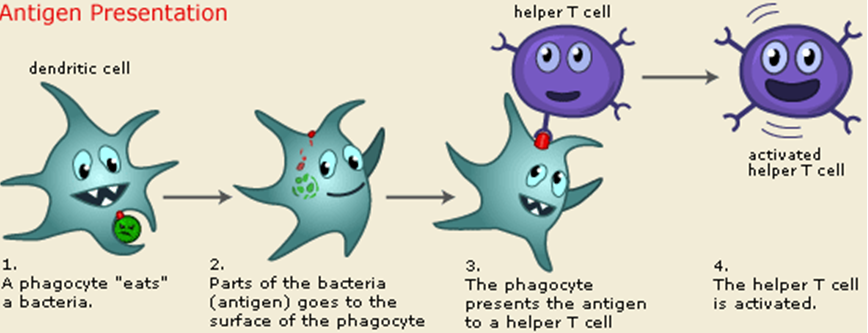 Antigen Presentation
dendritic cell
helper T cell
activated
helper T cell
1.
A phagocyte "eats"
a bacteria.
2.
Parts of the bacteria
(antigen) goes to the
surface of the phagocyte
3.
The phagocyte
presents the antigen
to a helper T cell
4.
The helper T cell
is activated.